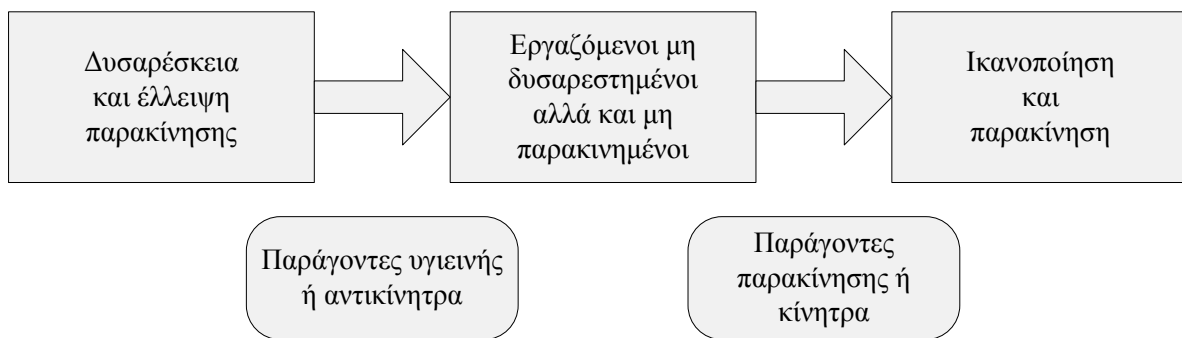 Δυσαρέσκεια
και έλλειψη
παρακίνησης
Εργαζόμενοι μη
δυσαρεστημένοι
αλλά και μη
παρακινημένοι
Ικανοποίηση
και
παρακίνηση
Παράγοντες υγιεινής
ή αντικίνητρα
Παράγοντες
παρακίνησης ή
κίνητρα